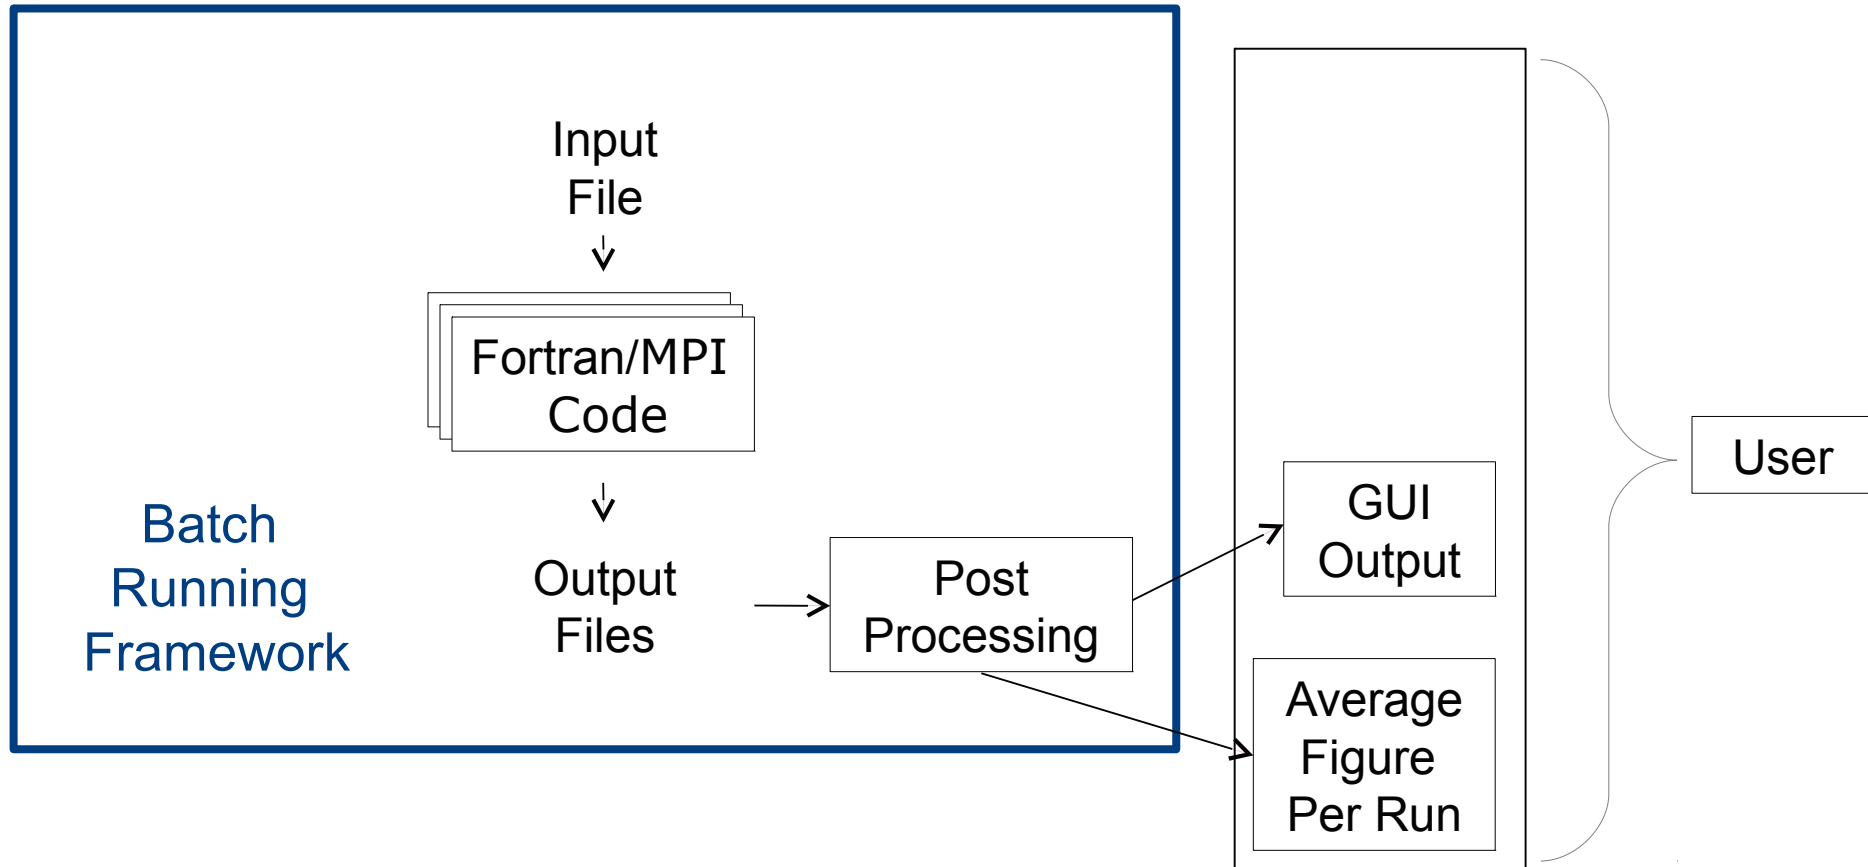 Input
File
Fortran/MPI
Code
Batch
Running
Framework
Output
Files
Post
Processing
GUI
Output
Average
Figure
Per Run
User